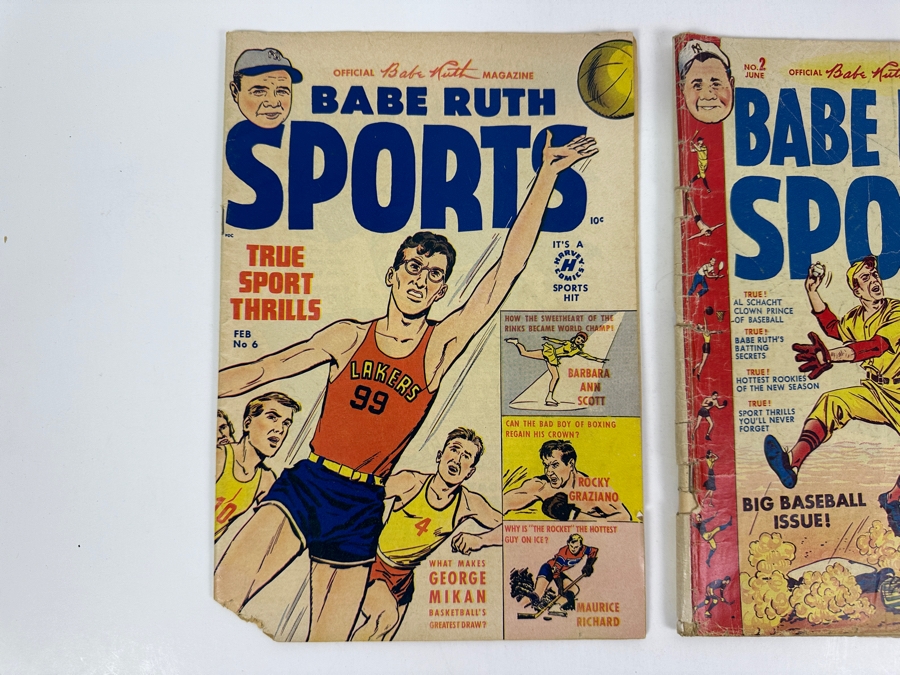 OFFICIAL Babe Ruth MAGAZINE
BABE RUTH
SPORTS
10¢
PDC
TRUE
SPORT
THRILLS
FEB
No 6
IT'S A
HARVEY
COMICS
H
SPORTS
HIT
LAKERS
99
10
4
HOW THE SWEETHEART OF THE
RINKS BECAME WORLD CHAMP!
BARBARA
ANN
SCOTT
CAN THE BAD BOY OF BOXING
REGAIN HIS CROWN?
ROCKY
GRAZIANO
WHY IS "THE ROCKET" THE HOTTEST
GUY ON ICE?
MAURICE
RICHARD
WHAT MAKES
GEORGE
MIKAN
BASKETBALL'S
GREATEST DRAW?
NO. 2
JUNE
OFFICIAL Babe Ruth
BABE
SPO
TRUE!
AL SCHACHT
CLOWN PRINCE
OF BASEBALL
TRUE!
BABE RUTH'S
BATTING
SECRETS
TRUE!
HOTTEST ROOKIES
OF THE NEW SEASON
TRUE!
SPORT THRILLS
YOU'LL NEVER
FORGET
BIG BASEBALL
ISSUE!